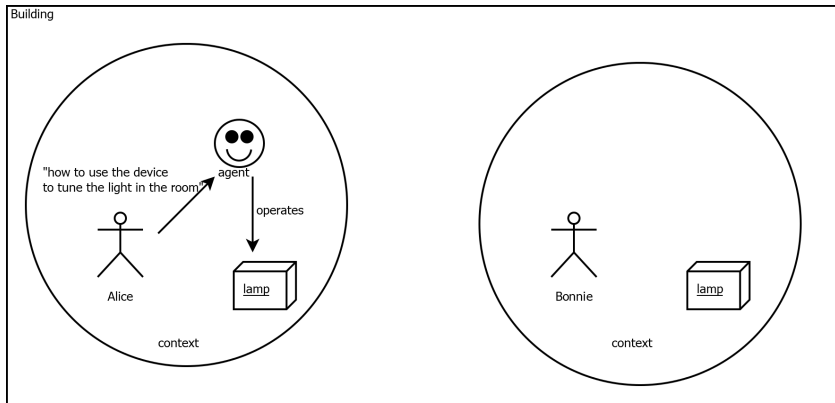 Building
"how to use the device
to tune the light in the room"
agent
operates
lamp
Alice
context
lamp
Bonnie
context